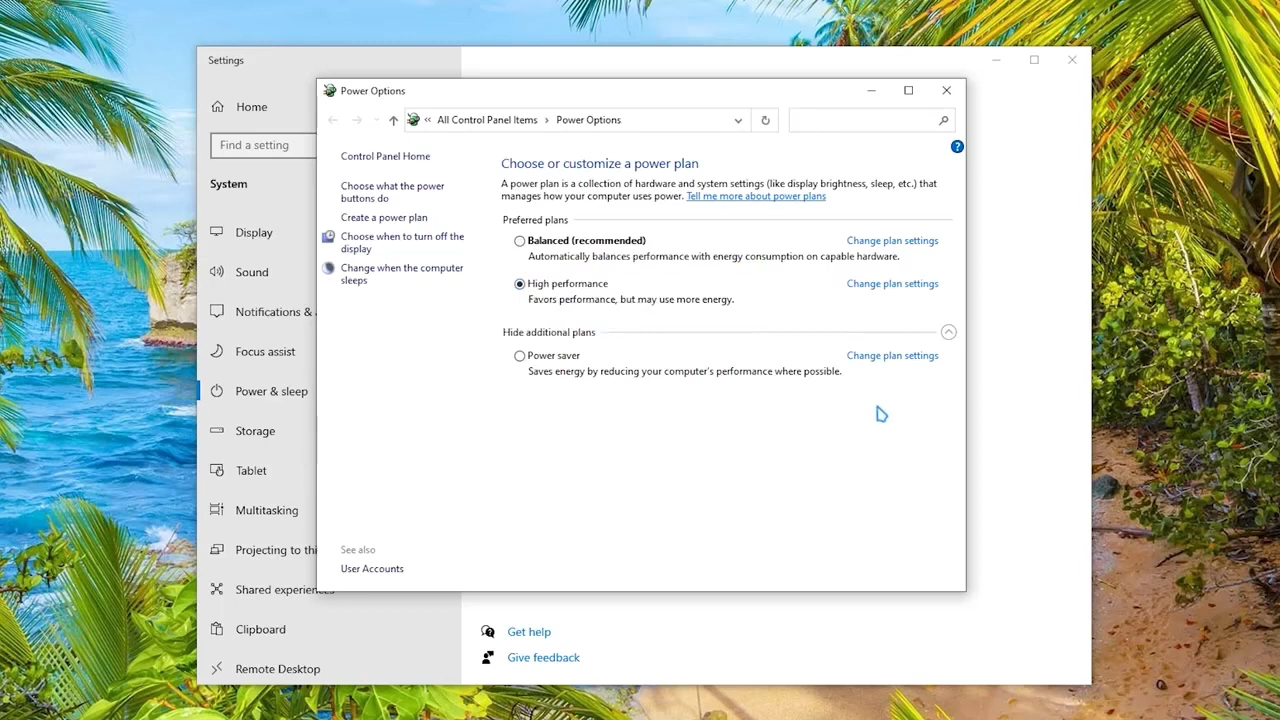 Settings
Home
Find a setting
System
Display
Sound
Notifications &
Focus assist
Power & sleep
Storage
Tablet
Multitasking
Projecting to thi
Shared experiences
Clipboard
Remote Desktop
Power Options
« All Control Panel Items › Power Options
Control Panel Home
Choose what the power
buttons do
Create a power plan
Choose when to turn off the
display
Change when the computer
sleeps
See also
User Accounts
?
Choose or customize a power plan
A power plan is a collection of hardware and system settings (like display brightness, sleep, etc.) that
manages how your computer uses power. Tell me more about power plans
Preferred plans
Balanced (recommended) Change plan settings
Automatically balances performance with energy consumption on capable hardware.
High performance Change plan settings
Favors performance, but may use more energy.
Hide additional plans
Power saver Change plan settings
Saves energy by reducing your computer's performance where possible.
Get help
Give feedback